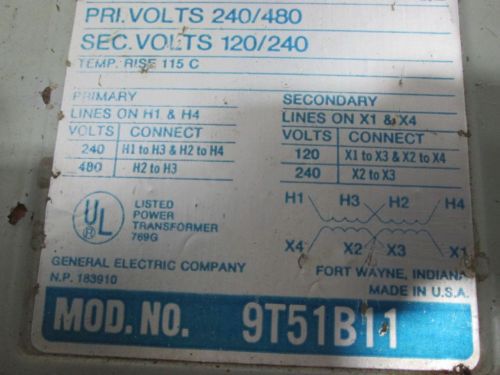 PRI. VOLTS 240/480
SEC. VOLTS 120/240
TEMP. RISE 115 C
PRIMARY
LINES ON H1 & H4
VOLTS CONNECT
240 H1 to H3 & H2 to H4
480 H2 to H3
SECONDARY
LINES ON X1 & X4
VOLTS CONNECT
120 X1 to X3 & X2 to X4
240 X2 to X3
UL ®
LISTED
POWER
TRANSFORMER
769G
H1 H3 H2 H4
X4 X2 X3 X1
GENERAL ELECTRIC COMPANY
N.P. 183910
FORT WAYNE, INDIANA
MADE IN U.S.A.
MOD. NO. 9T51B11